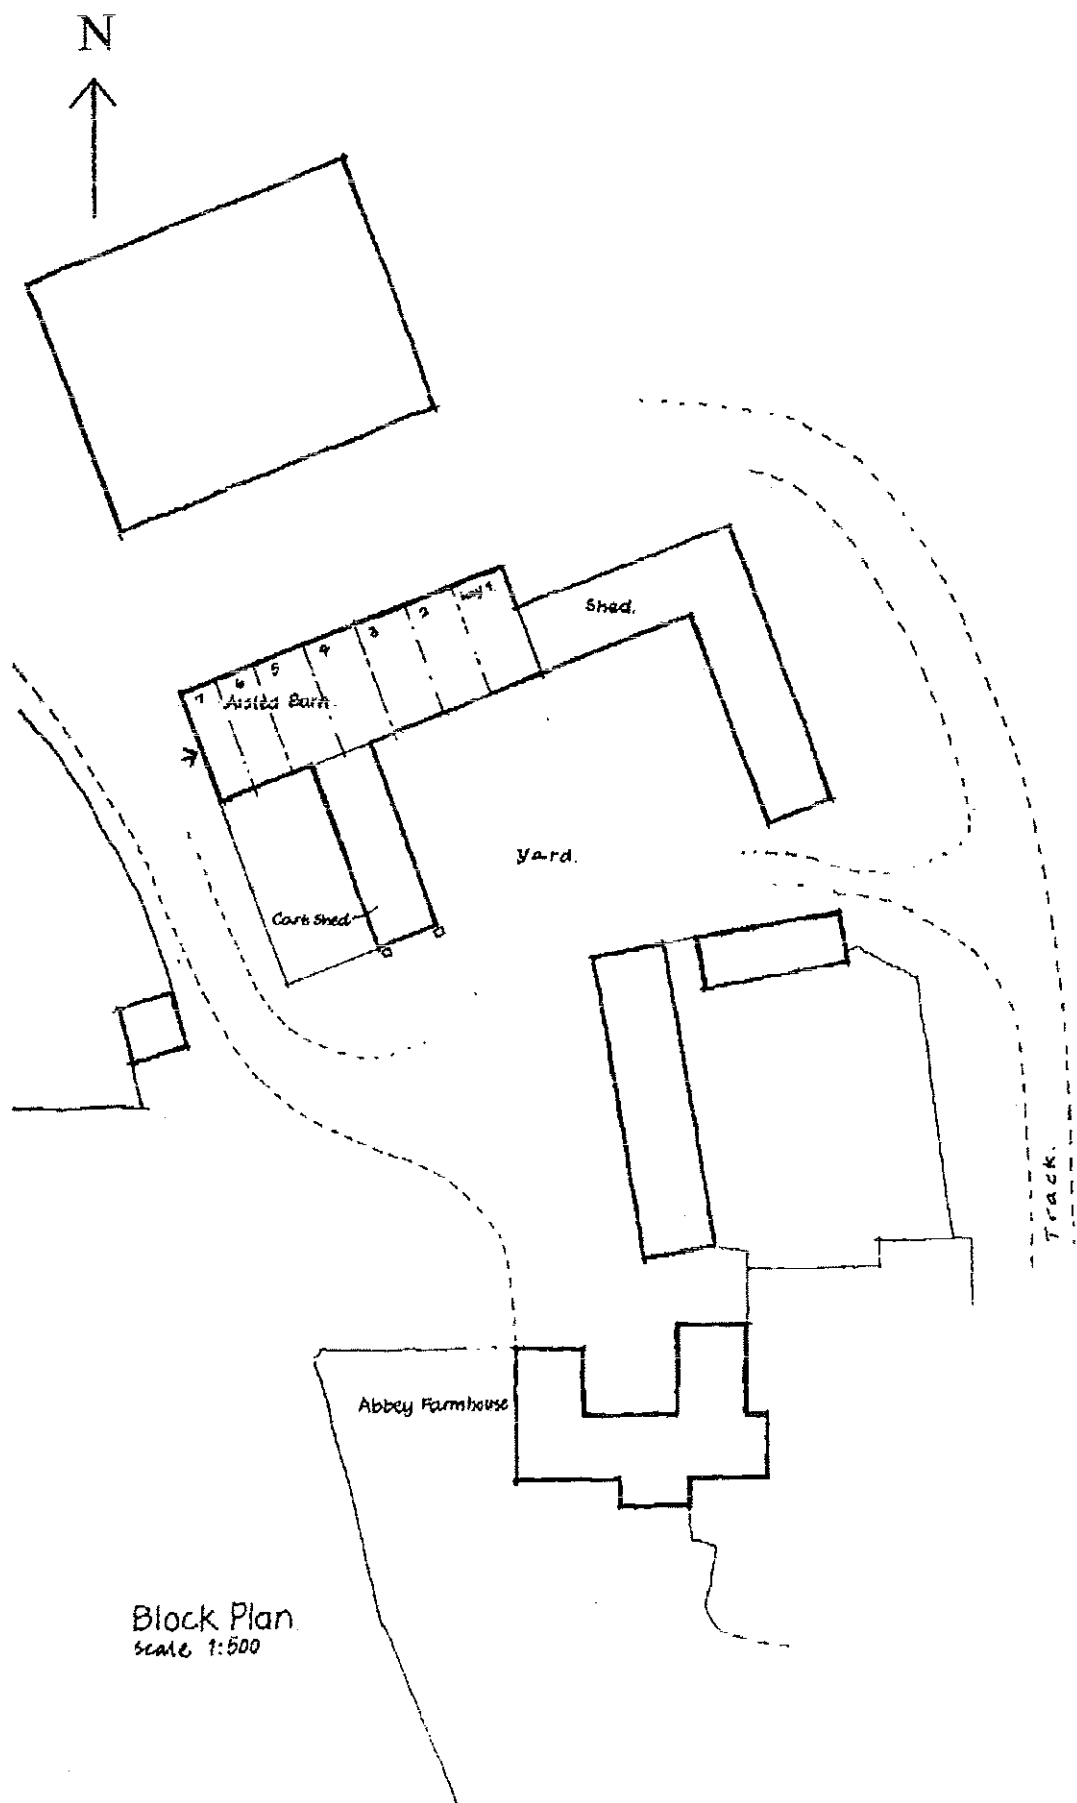 N
Shed.
bay 1.
2
3
4
5
6
7
Aisled Barn.
Yard.
Cart Shed
Track.
Abbey Farmhouse
Block Plan
scale 1:500